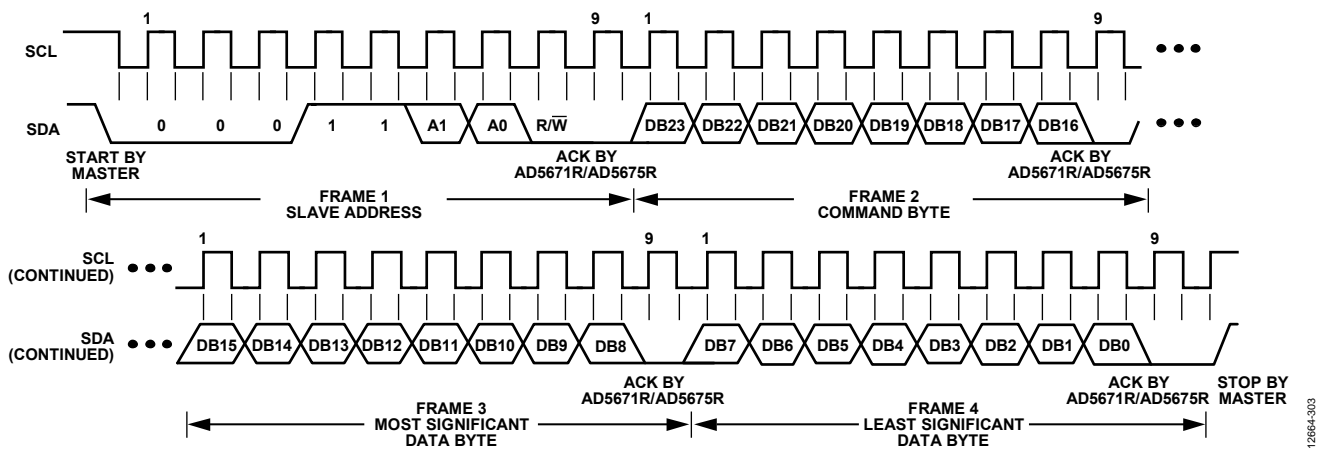 1 9 1 9
SCL
SDA 0 0 0 1 1 A1 A0 R/W̅ DB23 DB22 DB21 DB20 DB19 DB18 DB17 DB16
START BY
MASTER
ACK BY
AD5671R/AD5675R
ACK BY
AD5671R/AD5675R
FRAME 1
SLAVE ADDRESS
FRAME 2
COMMAND BYTE
1 9 1 9
SCL
(CONTINUED)
SDA
(CONTINUED)
DB15 DB14 DB13 DB12 DB11 DB10 DB9 DB8 DB7 DB6 DB5 DB4 DB3 DB2 DB1 DB0
ACK BY
AD5671R/AD5675R
ACK BY
AD5671R/AD5675R
STOP BY
MASTER
FRAME 3
MOST SIGNIFICANT
DATA BYTE
FRAME 4
LEAST SIGNIFICANT
DATA BYTE
12664-303